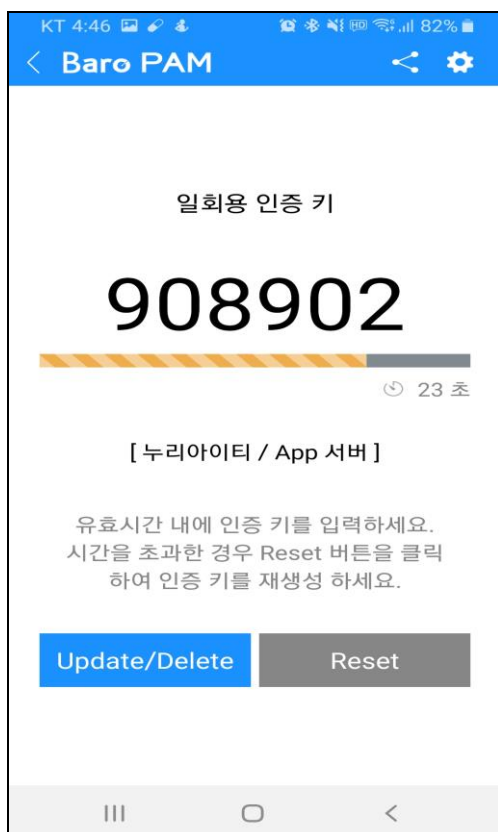 KT 4:46 82%
Baro PAM
일회용 인증 키
908902
23 초
[ 누리아이티 / App 서버 ]
유효시간 내에 인증 키를 입력하세요.
시간을 초과한 경우 Reset 버튼을 클릭
하여 인증 키를 재생성 하세요.
Update/Delete
Reset